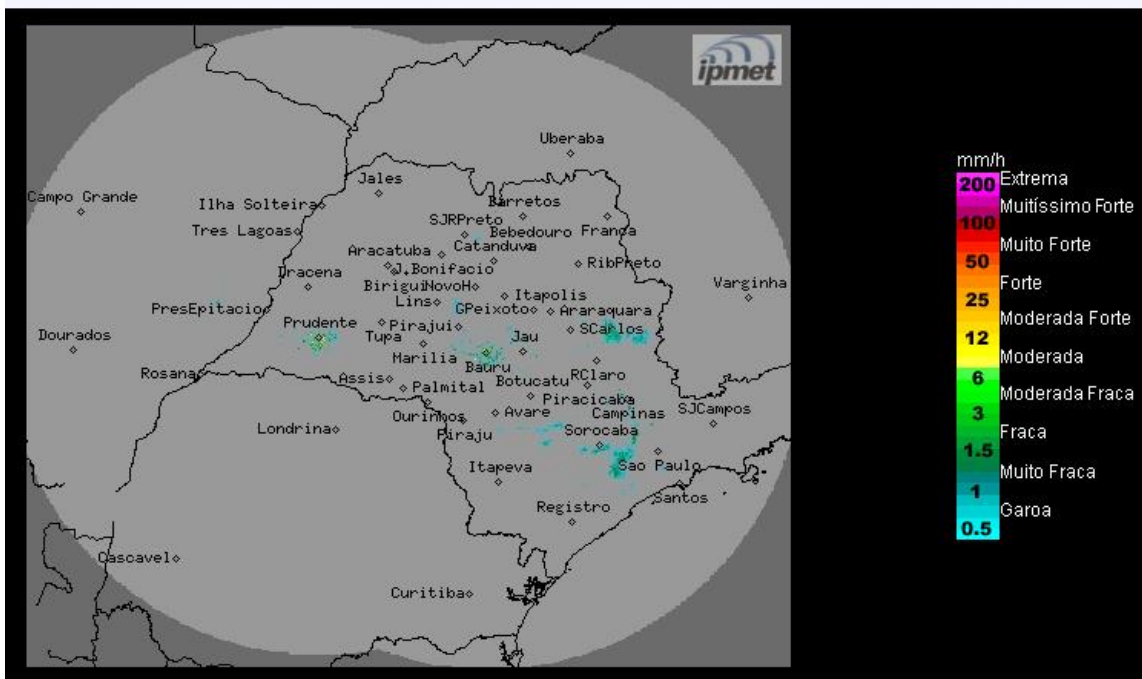 ipmet
Uberaba
Jales
Campo Grande
Ilha Solteira
Barretos
SJRPreto
Tres Lagoas
Bebedouro
Franca
Aracatuba
Catanduva
Dracena
J. Bonifacio
RibPreto
Varginha
Birigui
NovoH
Itapolis
PresEpitacio
Lins
GPeixoto
Araraquara
Prudente
Pirajui
SCarlos
Dourados
Tupa
Jau
Marilia
Bauru
Rosana
Assis
RClaro
Palmital
Botucatu
Piracicaba
Ourinhos
Avare
Campinas
SJCampos
Londrina
Piraju
Sorocaba
Itapeva
Sao Paulo
Santos
Registro
Cascavel
Curitiba
mm/h
200 Extrema
Muitíssimo Forte
100
Muito Forte
50
Forte
25
Moderada Forte
12
Moderada
6
Moderada Fraca
3
Fraca
1.5
Muito Fraca
1
Garoa
0.5